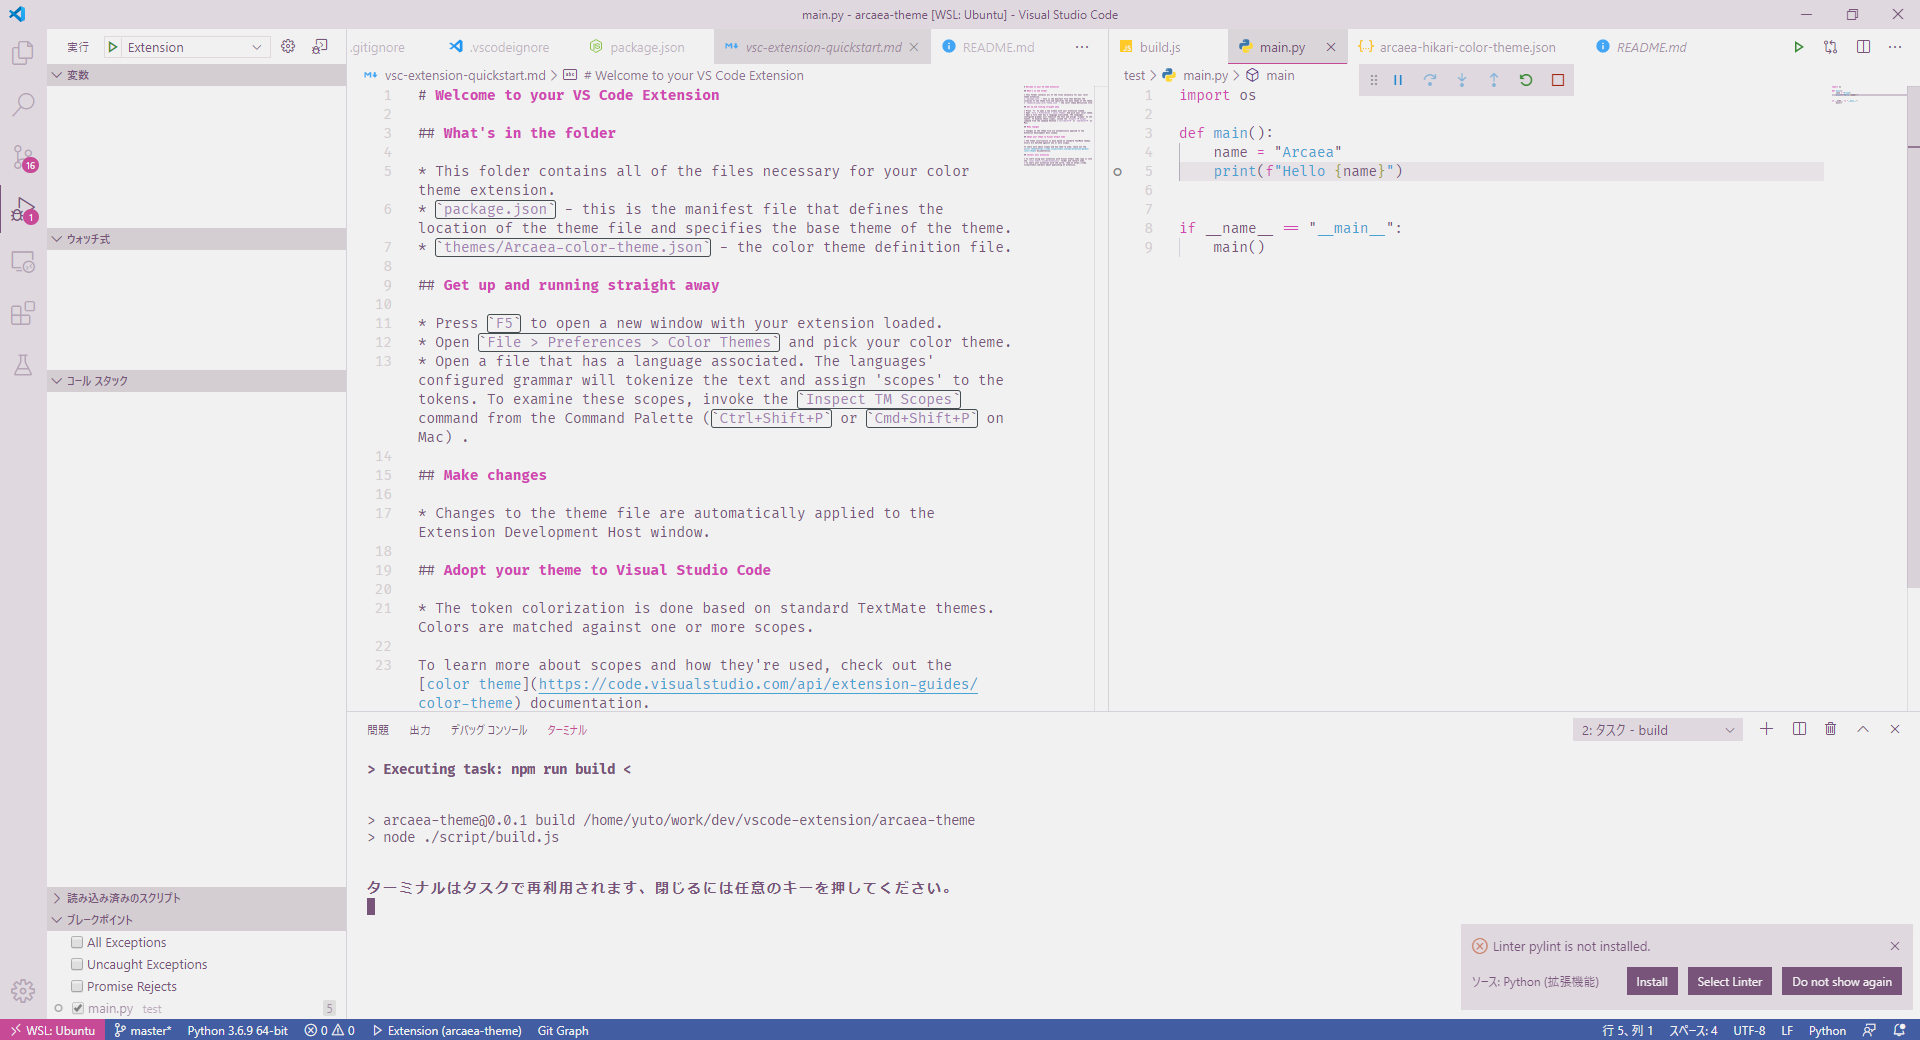 main.py - arcaea-theme [WSL: Ubuntu] - Visual Studio Code
実行
Extension
.gitignore
.vscodeignore
package.json
vsc-extension-quickstart.md
README.md
build.js
main.py
arcaea-hikari-color-theme.json
README.md
変数
ウォッチ式
コール スタック
読み込み済みのスクリプト
ブレークポイント
All Exceptions
Uncaught Exceptions
Promise Rejects
main.py test 5
16
1
vsc-extension-quickstart.md > abc # Welcome to your VS Code Extension
1 # Welcome to your VS Code Extension
2
3 ## What's in the folder
4
5 * This folder contains all of the files necessary for your color
theme extension.
6 * `package.json` - this is the manifest file that defines the
location of the theme file and specifies the base theme of the theme.
7 * `themes/Arcaea-color-theme.json` - the color theme definition file.
8
9 ## Get up and running straight away
10
11 * Press `F5` to open a new window with your extension loaded.
12 * Open `File > Preferences > Color Themes` and pick your color theme.
13 * Open a file that has a language associated. The languages'
configured grammar will tokenize the text and assign 'scopes' to the
tokens. To examine these scopes, invoke the `Inspect TM Scopes`
command from the Command Palette (`Ctrl+Shift+P` or `Cmd+Shift+P` on
Mac) .
14
15 ## Make changes
16
17 * Changes to the theme file are automatically applied to the
Extension Development Host window.
18
19 ## Adopt your theme to Visual Studio Code
20
21 * The token colorization is done based on standard TextMate themes.
Colors are matched against one or more scopes.
22
23 To learn more about scopes and how they're used, check out the
[color theme](https://code.visualstudio.com/api/extension-guides/
color-theme) documentation.
test > main.py > main
1 import os
2
3 def main():
4 name = "Arcaea"
5 print(f"Hello {name}")
6
7
8 if __name__ == "__main__":
9 main()
問題
出力
デバッグ コンソール
ターミナル
2: タスク - build
> Executing task: npm run build <
> arcaea-theme@0.0.1 build /home/yuto/work/dev/vscode-extension/arcaea-theme
> node ./script/build.js
ターミナルはタスクで再利用されます、閉じるには任意のキーを押してください。
Linter pylint is not installed.
ソース: Python (拡張機能)
Install
Select Linter
Do not show again
WSL: Ubuntu
master*
Python 3.6.9 64-bit
0
0
Extension (arcaea-theme)
Git Graph
行 5、列 1
スペース: 4
UTF-8
LF
Python